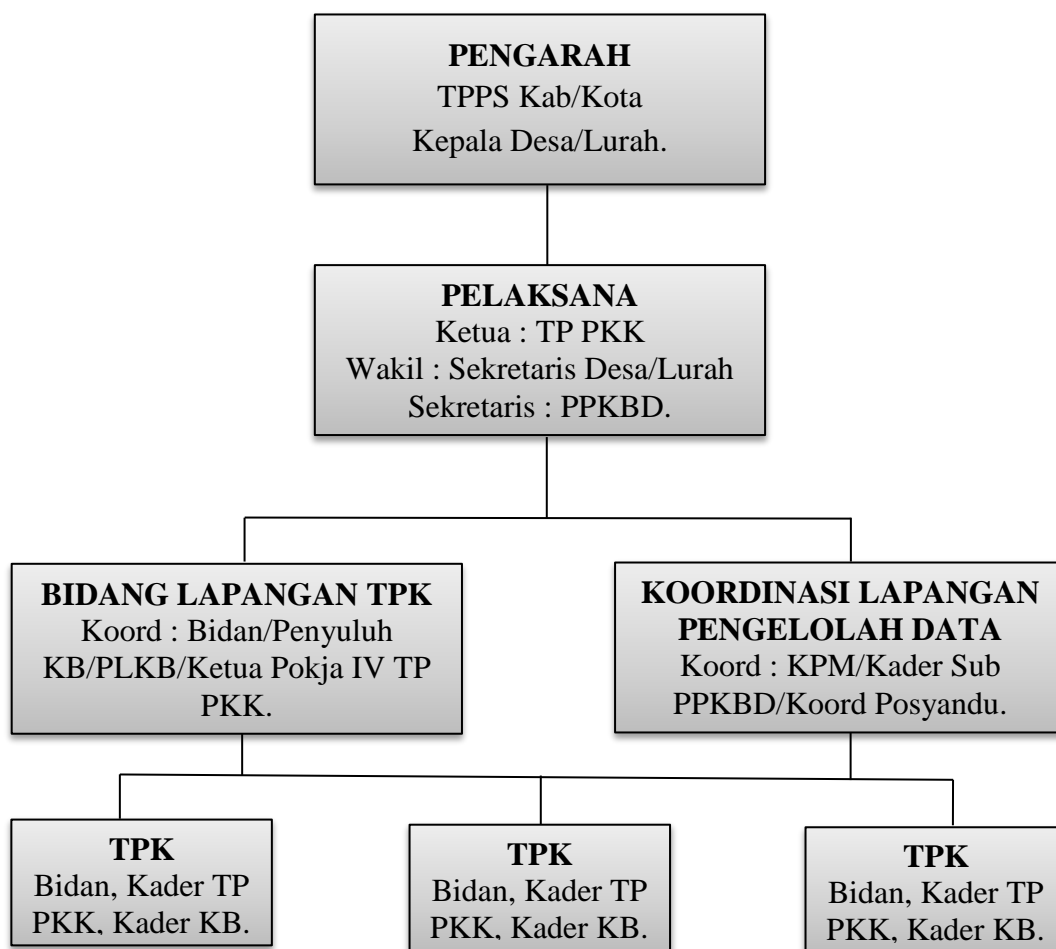 PENGARAH
TPPS Kab/Kota
Kepala Desa/Lurah.
PELAKSANA
Ketua : TP PKK
Wakil : Sekretaris Desa/Lurah
Sekretaris : PPKBD.
BIDANG LAPANGAN TPK
Koord : Bidan/Penyuluh
KB/PLKB/Ketua Pokja IV TP
PKK.
KOORDINASI LAPANGAN
PENGELOLAH DATA
Koord : KPM/Kader Sub
PPKBD/Koord Posyandu.
TPK
Bidan, Kader TP
PKK, Kader KB.
TPK
Bidan, Kader TP
PKK, Kader KB.
TPK
Bidan, Kader TP
PKK, Kader KB.